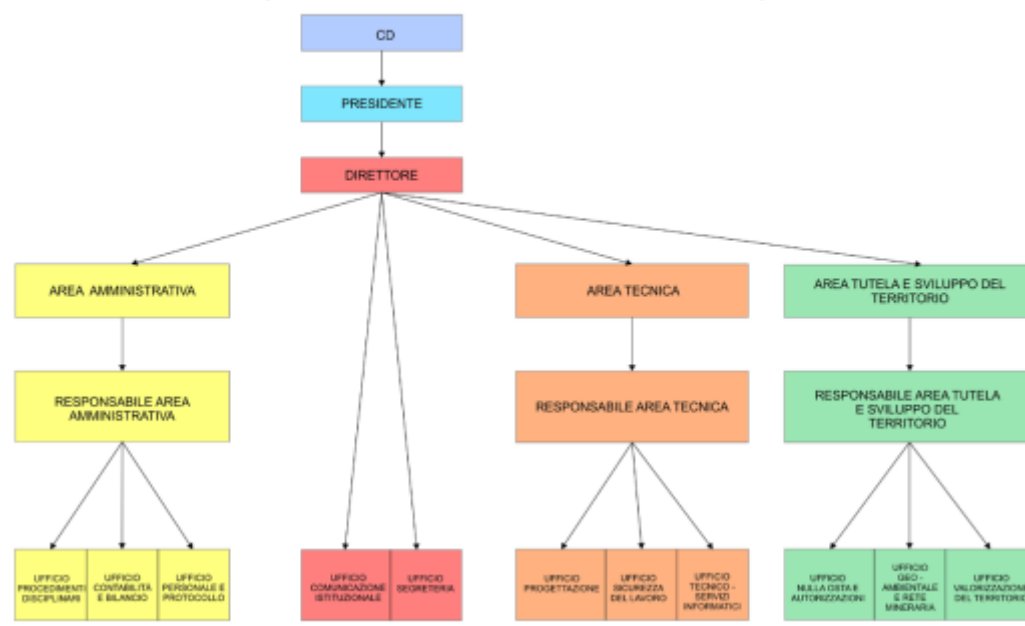 CD
PRESIDENTE
DIRETTORE
AREA AMMINISTRATIVA
AREA TECNICA
AREA TUTELA E SVILUPPO DEL
TERRITORIO
RESPONSABILE AREA
AMMINISTRATIVA
RESPONSABILE AREA TECNICA
RESPONSABILE AREA TUTELA
E SVILUPPO DEL
TERRITORIO
UFFICIO
PROCEDIMENTI
DISCIPLINARI
UFFICIO
CONTABILITÀ
E BILANCIO
UFFICIO
PERSONALE E
PROTOCOLLO
UFFICIO
COMUNICAZIONE
ISTITUZIONALE
UFFICIO
SEGRETERIA
UFFICIO
PROGETTAZIONE
UFFICIO
SICUREZZA
DEL LAVORO
UFFICIO
TECNICO -
SERVIZI
INFORMATICI
UFFICIO
NULLA OSTA E
AUTORIZZAZIONI
UFFICIO
GEO -
AMBIENTALE
E RETE
MINERARIA
UFFICIO
VALORIZZAZIONE
DEL TERRITORIO